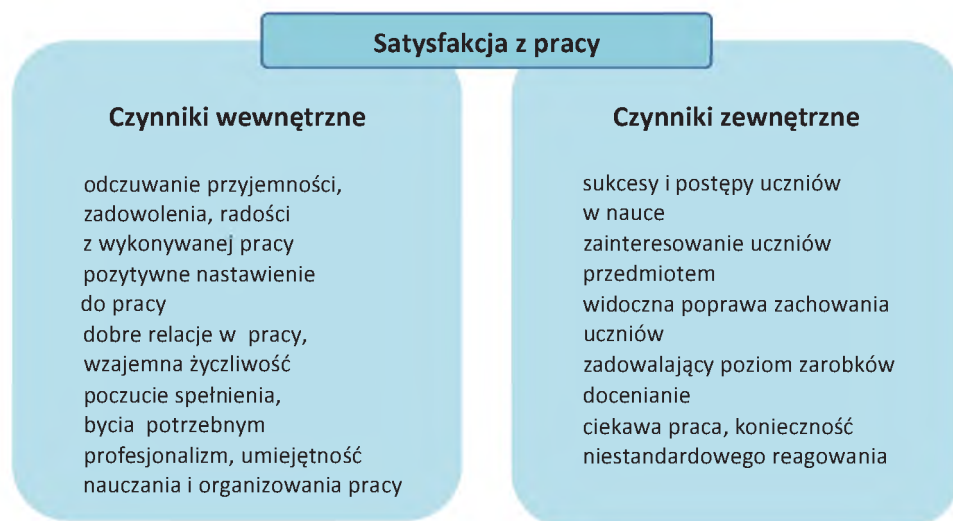 Satysfakcja z pracy
Czynniki wewnętrzne
odczuwanie przyjemności,
zadowolenia, radości
z wykonywanej pracy
pozytywne nastawienie
do pracy
dobre relacje w pracy,
wzajemna życzliwość
poczucie spełnienia,
bycia potrzebnym
profesjonalizm, umiejętność
nauczania i organizowania pracy
Czynniki zewnętrzne
sukcesy i postępy uczniów
w nauce
zainteresowanie uczniów
przedmiotem
widoczna poprawa zachowania
uczniów
zadowalający poziom zarobków
docenianie
ciekawa praca, konieczność
niestandardowego reagowania